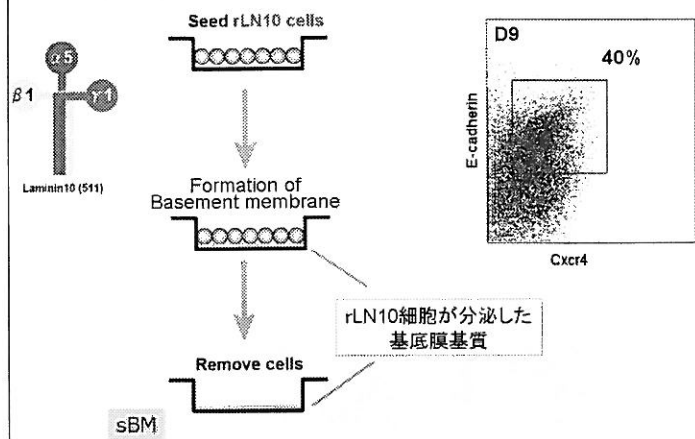 Seed rLN10 cells
α5
β1
γ1
Laminin10 (511)
Formation of
Basement membrane
rLN10細胞が分泌した
基底膜基質
Remove cells
sBM
D9
40%
E-cadherin
Cxcr4